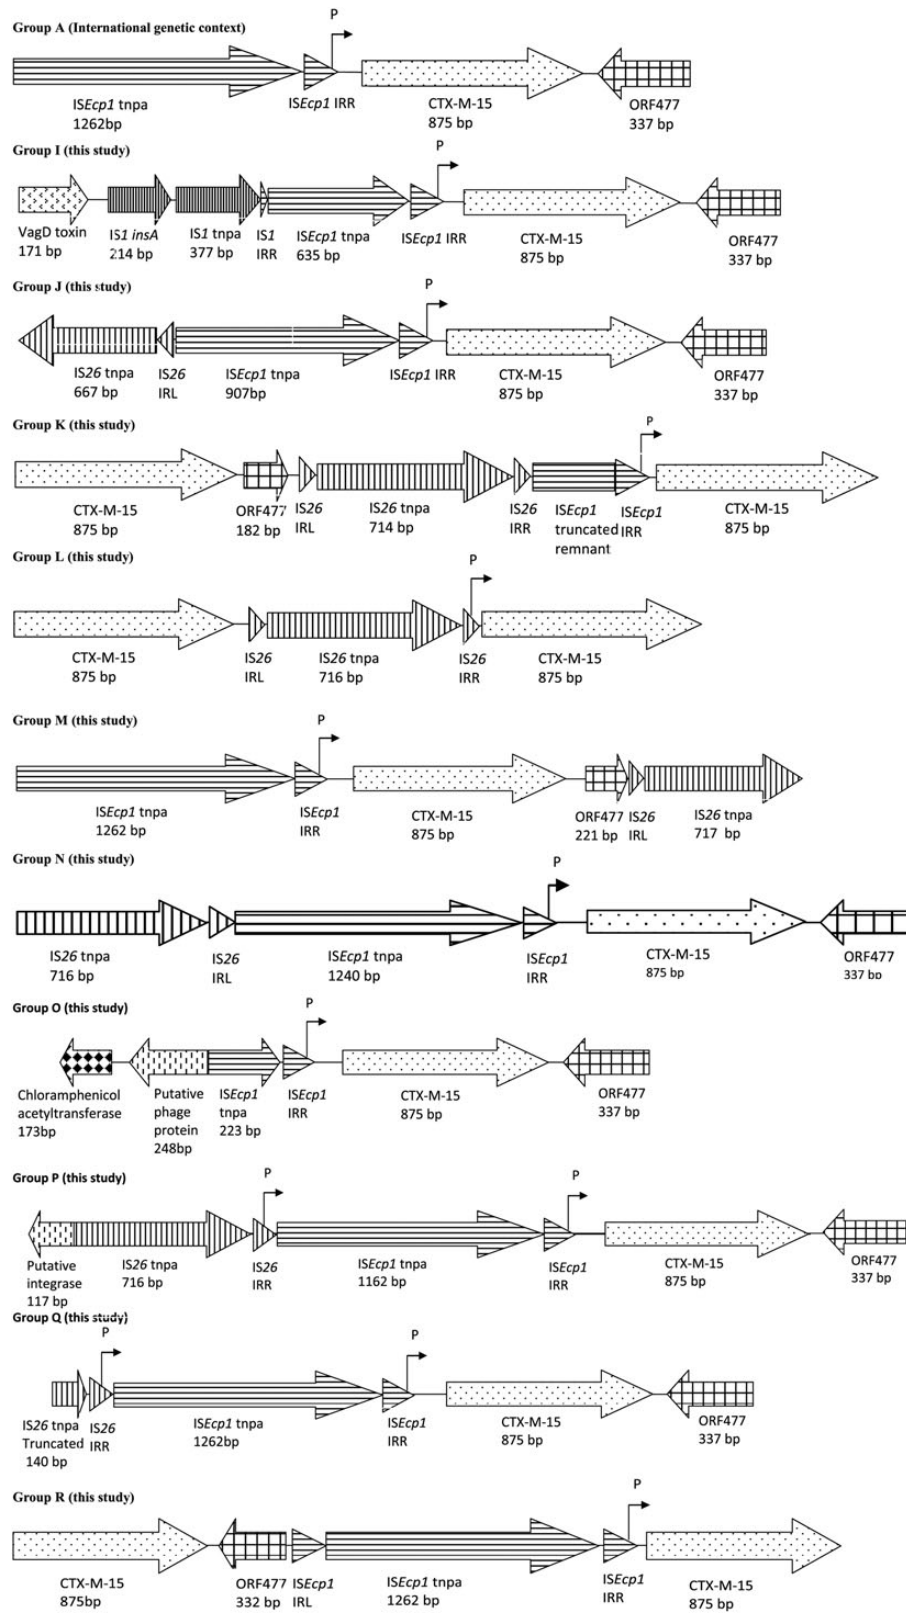 Group A (International genetic context)
P
ISEcp1 tnpa
1262bp
ISEcp1 IRR
CTX-M-15
875 bp
ORF477
337 bp
Group I (this study)
P
VagD toxin
171 bp
IS1 insA
214 bp
IS1 tnpa
377 bp
IS1
IRR
ISEcp1 tnpa
635 bp
ISEcp1 IRR
CTX-M-15
875 bp
ORF477
337 bp
Group J (this study)
P
IS26 tnpa
667 bp
IS26
IRL
ISEcp1 tnpa
907bp
ISEcp1 IRR
CTX-M-15
875 bp
ORF477
337 bp
Group K (this study)
P
CTX-M-15
875 bp
ORF477
182 bp
IS26
IRL
IS26 tnpa
714 bp
IS26
IRR
ISEcp1
truncated
remnant
ISEcp1
IRR
CTX-M-15
875 bp
Group L (this study)
P
CTX-M-15
875 bp
IS26
IRL
IS26 tnpa
716 bp
IS26
IRR
CTX-M-15
875 bp
Group M (this study)
P
ISEcp1 tnpa
1262 bp
ISEcp1
IRR
CTX-M-15
875 bp
ORF477
221 bp
IS26
IRL
IS26 tnpa
717 bp
Group N (this study)
P
IS26 tnpa
716 bp
IS26
IRL
ISEcp1 tnpa
1240 bp
ISEcp1
IRR
CTX-M-15
875 bp
ORF477
337 bp
Group O (this study)
P
Chloramphenicol
acetyltransferase
173bp
Putative
phage
protein
248bp
ISEcp1
tnpa
223 bp
ISEcp1
IRR
CTX-M-15
875 bp
ORF477
337 bp
Group P (this study)
P
P
Putative
integrase
117 bp
IS26 tnpa
716 bp
IS26
IRR
ISEcp1 tnpa
1162 bp
ISEcp1
IRR
CTX-M-15
875 bp
ORF477
337 bp
Group Q (this study)
P
P
IS26 tnpa
Truncated
140 bp
IS26
IRR
ISEcp1 tnpa
1262bp
ISEcp1
IRR
CTX-M-15
875 bp
ORF477
337 bp
Group R (this study)
P
CTX-M-15
875bp
ORF477
332 bp
ISEcp1
IRL
ISEcp1 tnpa
1262 bp
ISEcp1
IRR
CTX-M-15
875 bp